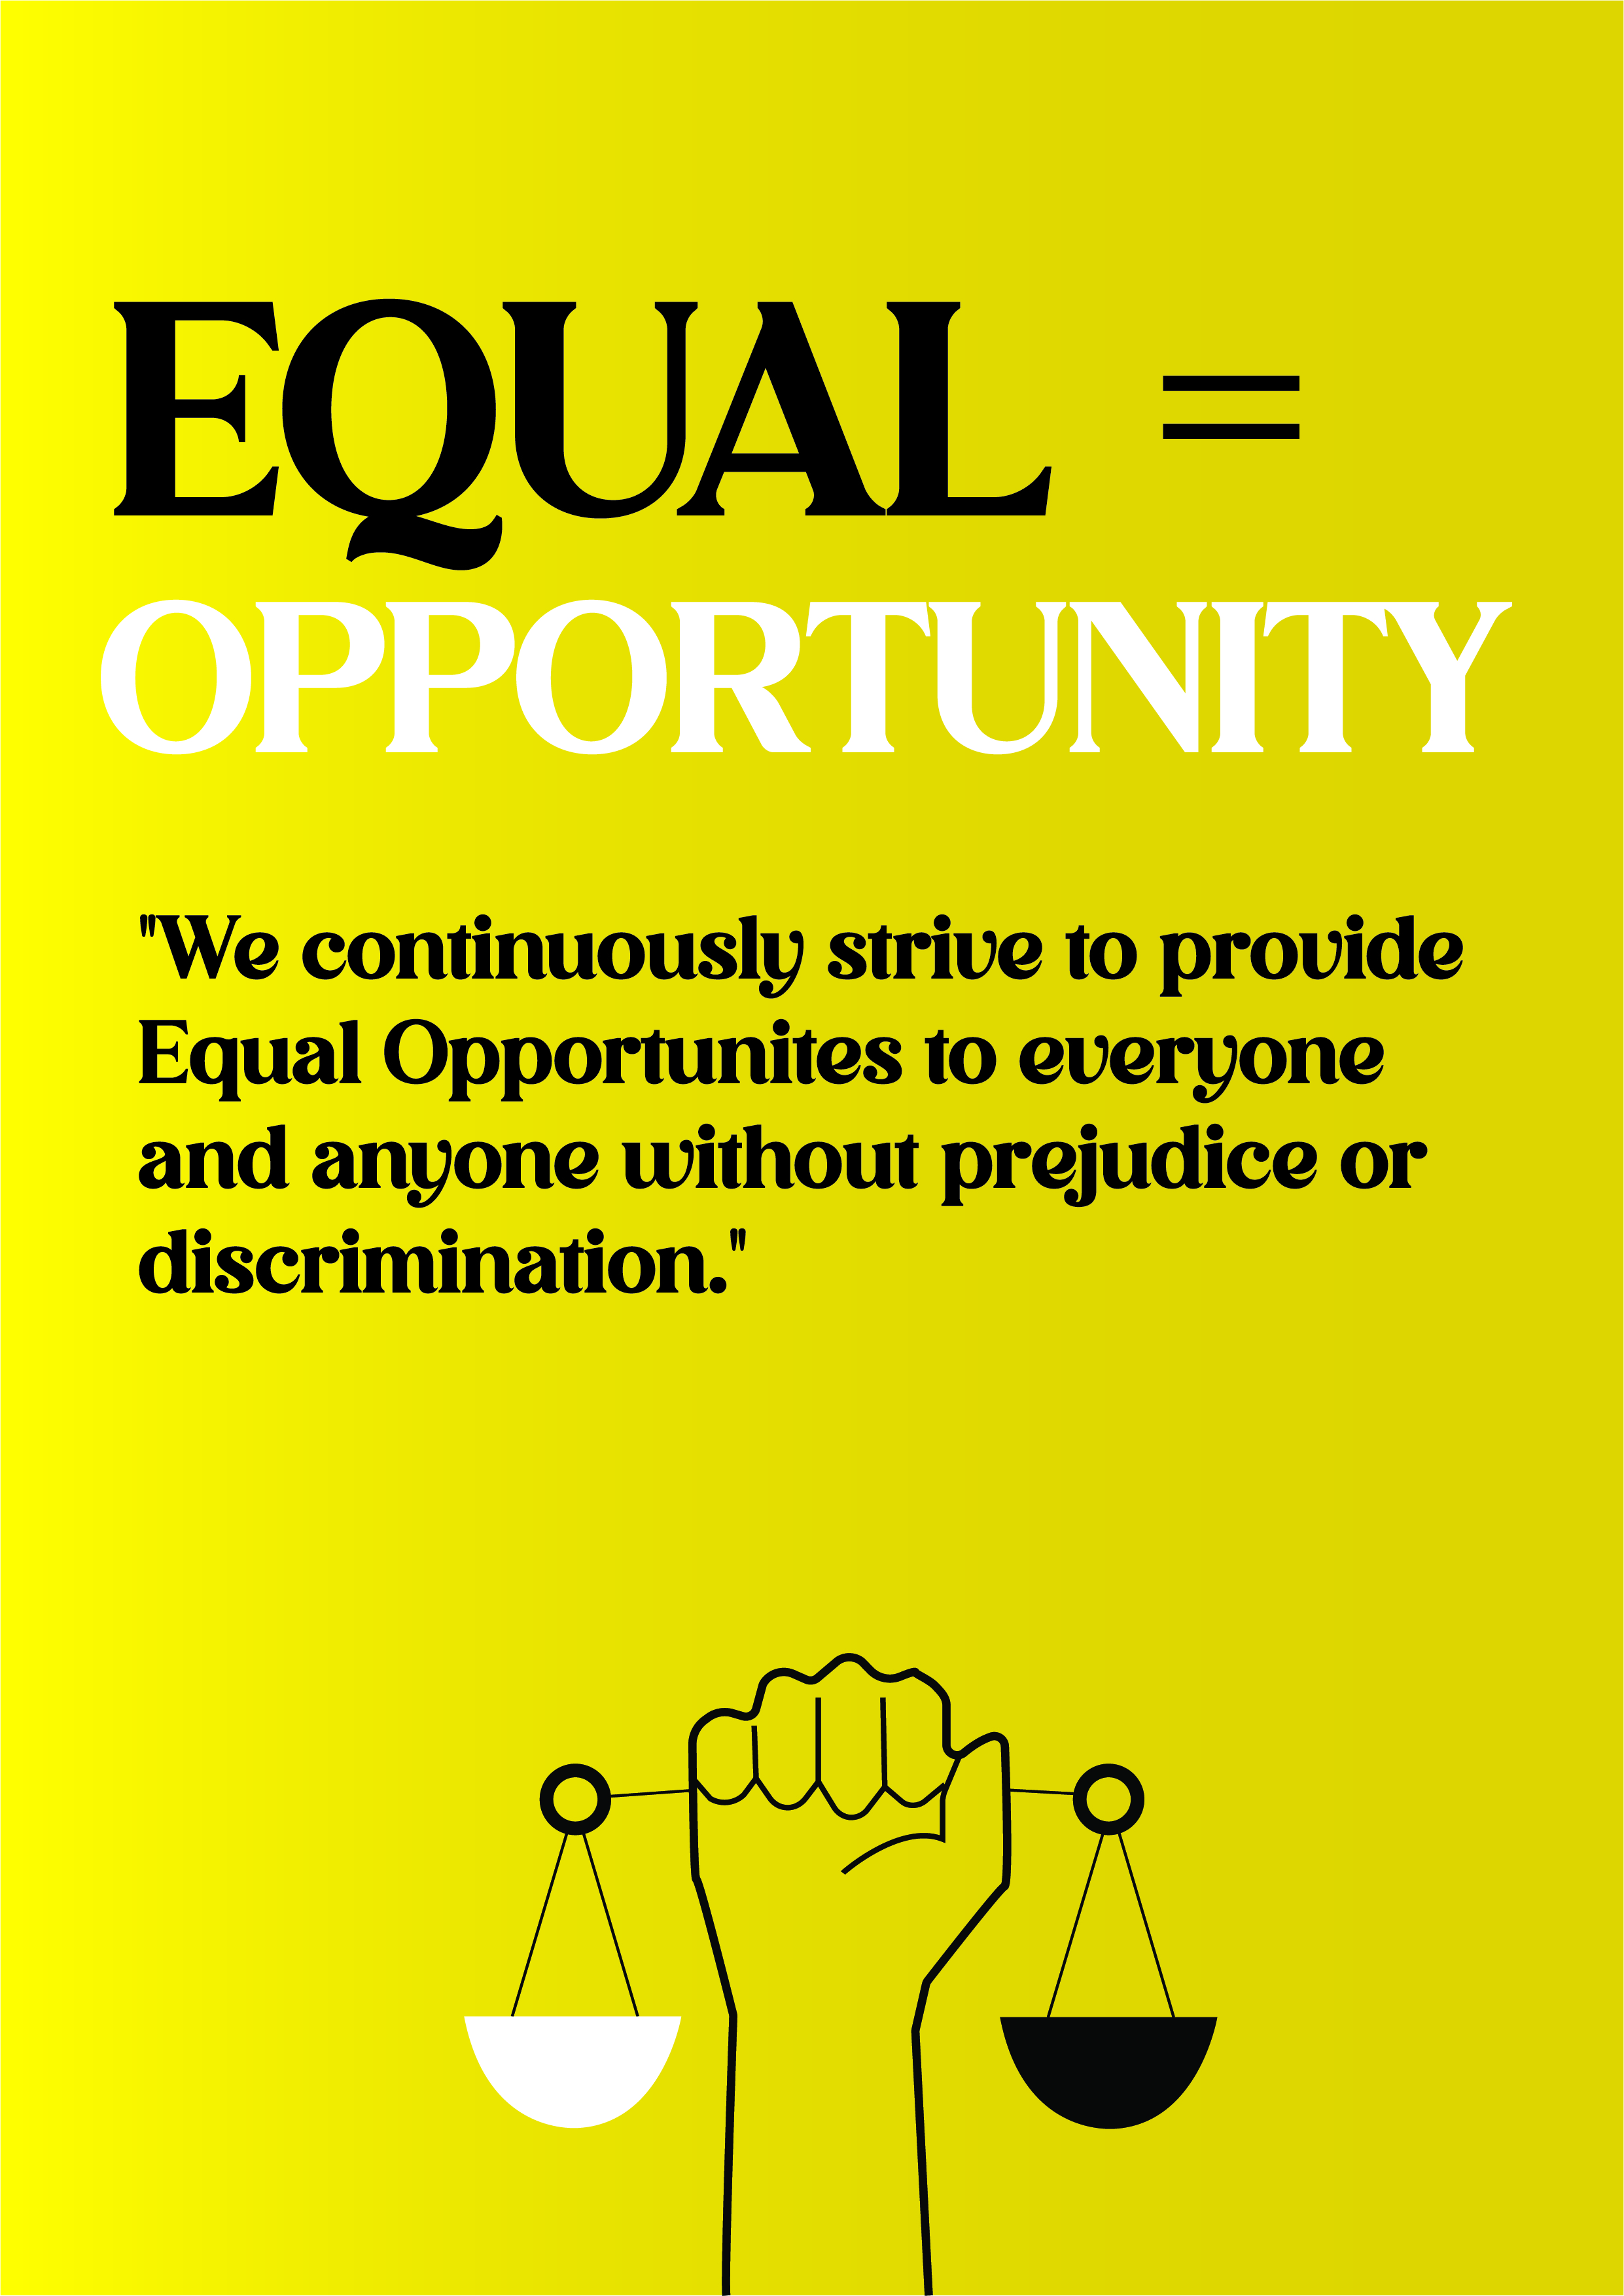 EQUAL =
OPPORTUNITY
"We continuously strive to provide
Equal Opportunites to everyone
and anyone without prejudice or
discrimination."